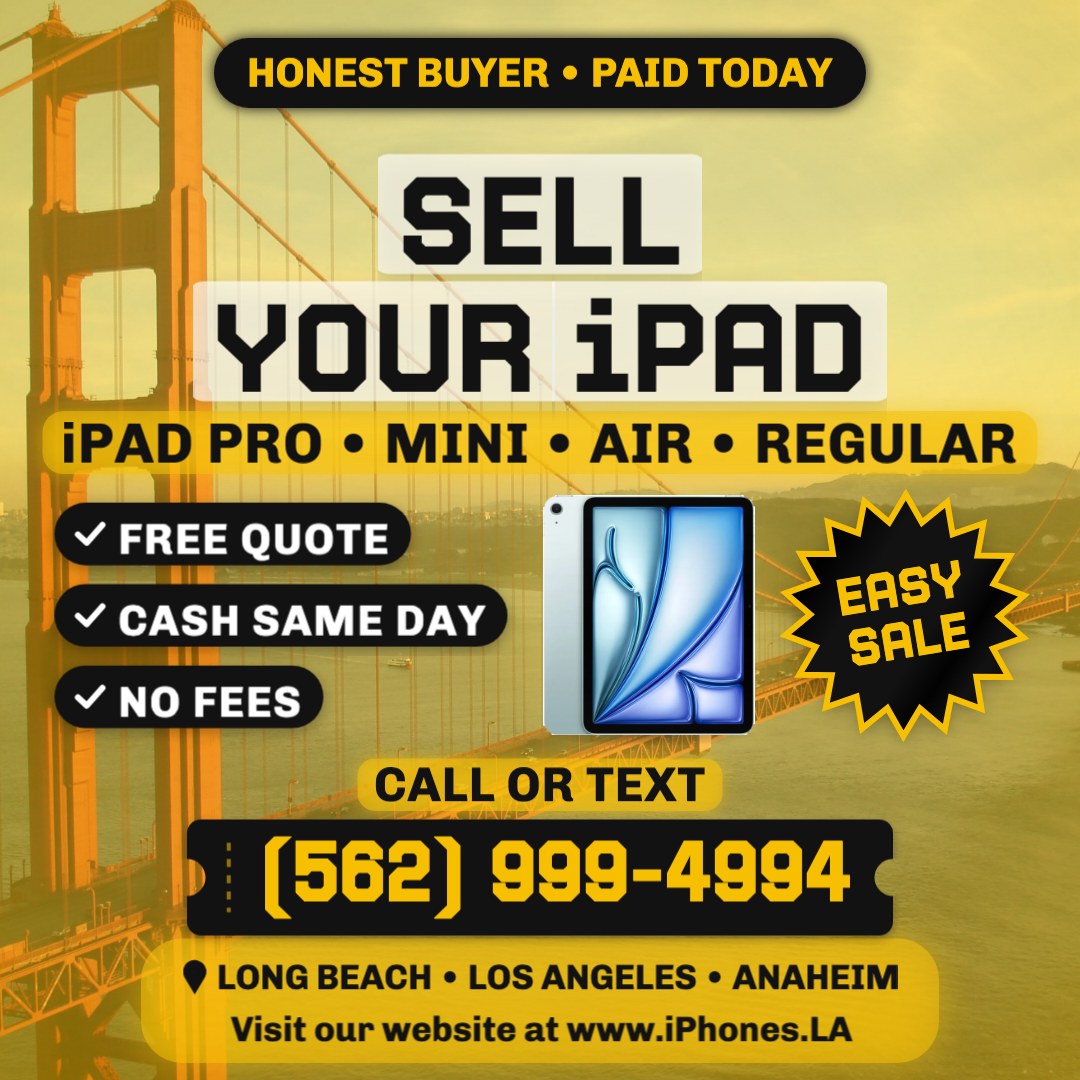 HONEST BUYER • PAID TODAY
SELL
YOUR iPAD
iPAD PRO • MINI • AIR • REGULAR
✓ FREE QUOTE
✓ CASH SAME DAY
✓ NO FEES
EASY
SALE
CALL OR TEXT
(562) 999-4994
LONG BEACH • LOS ANGELES • ANAHEIM
Visit our website at www.iPhones.LA